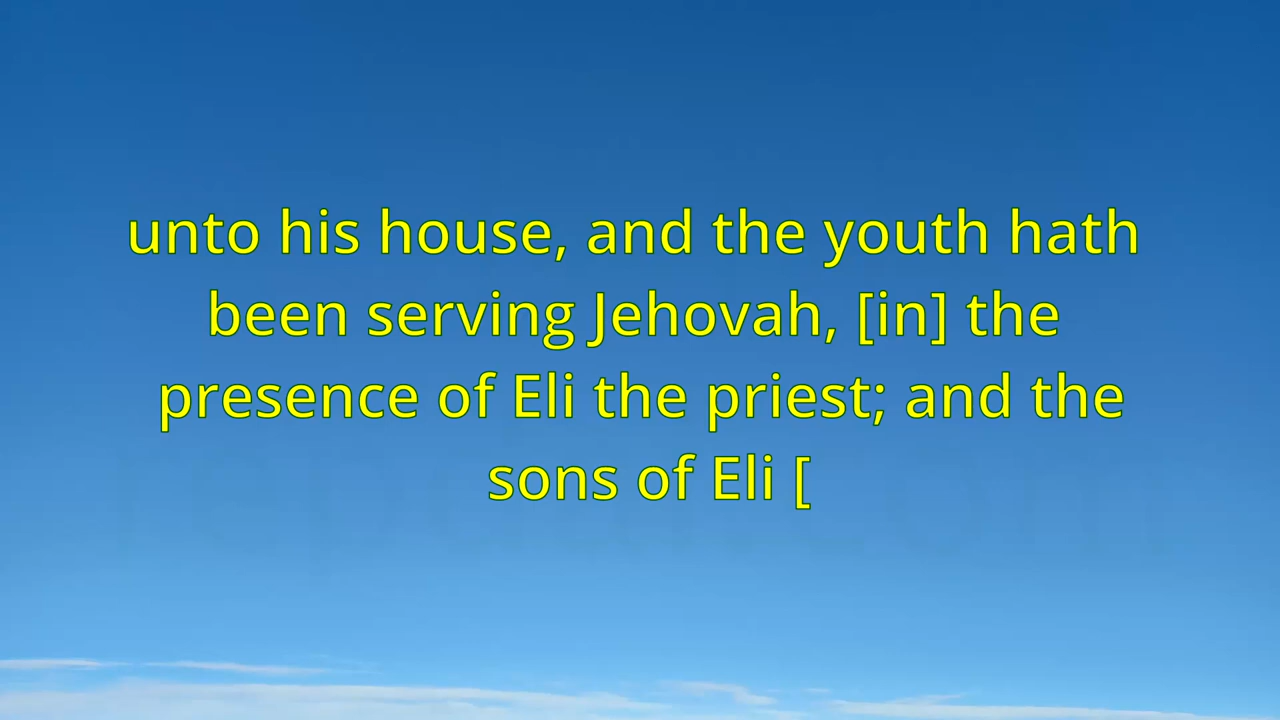 unto his house, and the youth hath
been serving Jehovah, [in] the
presence of Eli the priest; and the
sons of Eli [